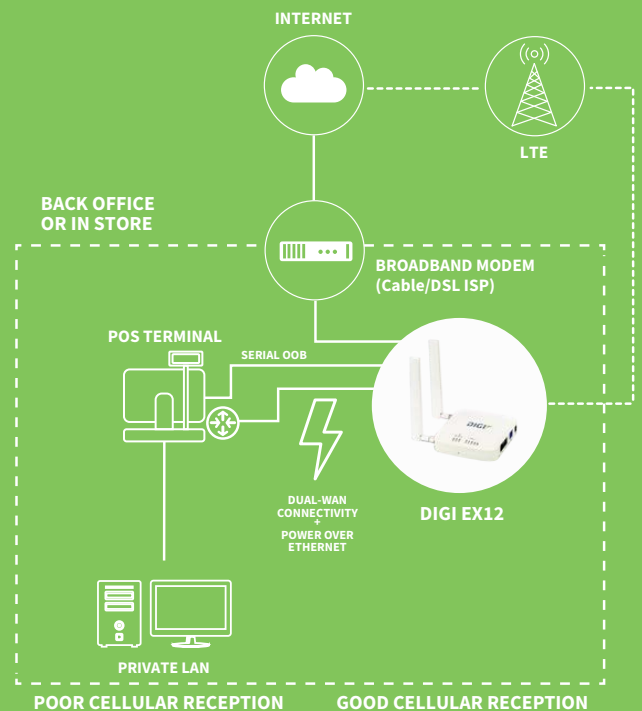 INTERNET
LTE
BACK OFFICE
OR IN STORE
BROADBAND MODEM
(Cable/DSL ISP)
POS TERMINAL
SERIAL OOB
DIGI
DUAL-WAN
CONNECTIVITY
+
POWER OVER
ETHERNET
DIGI EX12
PRIVATE LAN
POOR CELLULAR RECEPTION
GOOD CELLULAR RECEPTION